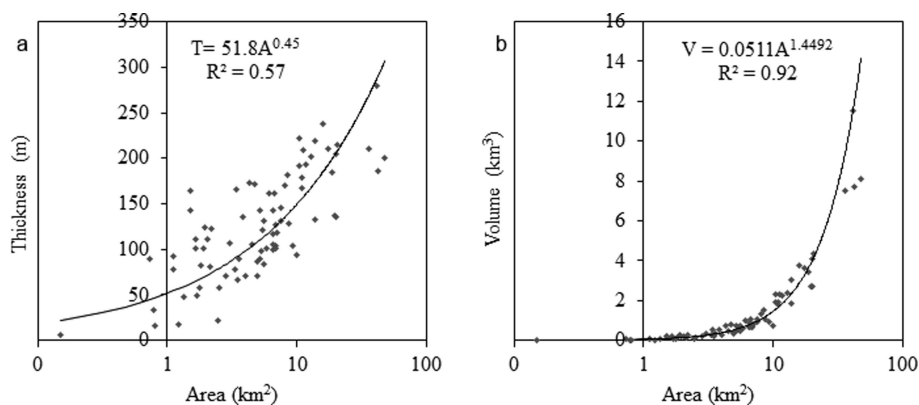 a
T= 51.8A^0.45
R² = 0.57
350
300
250
200
150
100
50
0
0 1 10 100
Thickness (m)
Area (km²)
b
V = 0.0511A^1.4492
R² = 0.92
16
14
12
10
8
6
4
2
0
0 1 10 100
Volume (km³)
Area (km²)